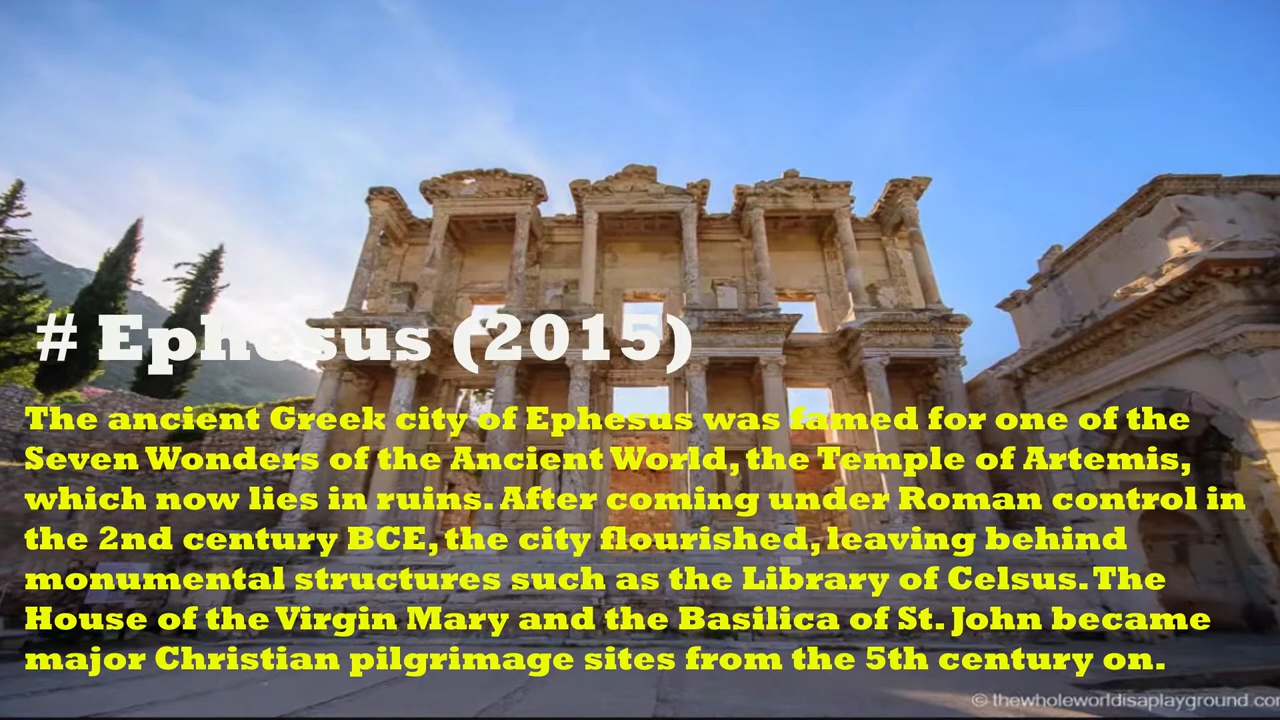 # Ephesus (2015)
The ancient Greek city of Ephesus was famed for one of the
Seven Wonders of the Ancient World, the Temple of Artemis,
which now lies in ruins. After coming under Roman control in
the 2nd century BCE, the city flourished, leaving behind
monumental structures such as the Library of Celsus. The
House of the Virgin Mary and the Basilica of St. John became
major Christian pilgrimage sites from the 5th century on.
© thewholeworldisaplayground.co